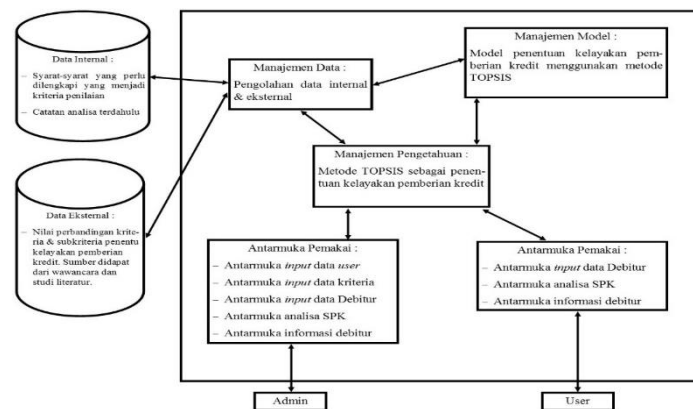 Data Internal :
– Syarat-syarat yang perlu
dilengkapi yang menjadi
kriteria penilaian
– Catatan analisa terdahulu
Data Eksternal :
– Nilai perbandingan krite-
ria & subkriteria penentu
kelayakan pemberian
kredit. Sumber didapat
dari wawancara dan
studi literatur.
Manajemen Data :
Pengolahan data internal
& eksternal
Manajemen Model :
Model penentuan kelayakan pem-
berian kredit menggunakan metode
TOPSIS
Manajemen Pengetahuan :
Metode TOPSIS sebagai penen-
tuan kelayakan pemberian kredit
Antarmuka Pemakai :
– Antarmuka input data user
– Antarmuka input data kriteria
– Antarmuka input data Debitur
– Antarmuka analisa SPK
– Antarmuka informasi debitur
Antarmuka Pemakai :
– Antarmuka input data Debitur
– Antarmuka analisa SPK
– Antarmuka informasi debitur
Admin
User